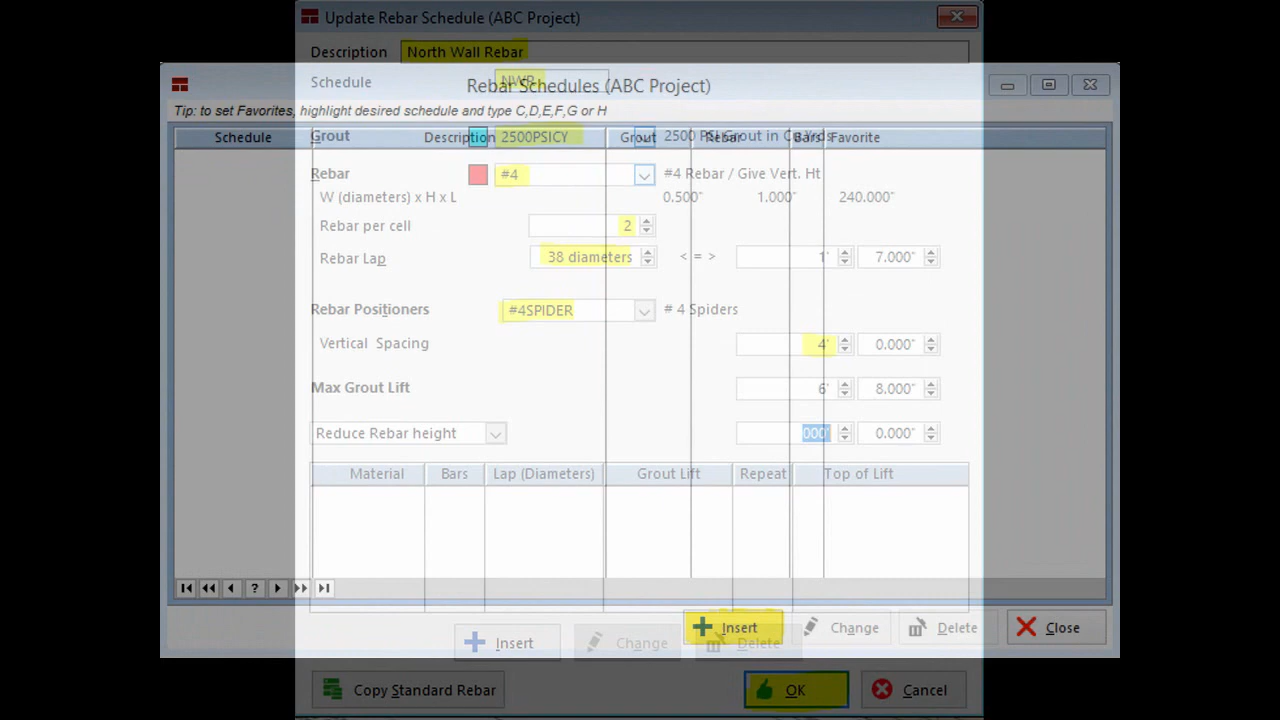 Update Rebar Schedule (ABC Project)
Description North Wall Rebar
Schedule NWR
Rebar Schedules (ABC Project)
Tip: to set Favorites, highlight desired schedule and type C,D,E,F,G or H
Schedule Description Grout Rebar Bars Favorite
Grout 2500PSICY 2500 PSI Grout in Cu Yrds
Rebar #4 #4 Rebar / Give Vert. Ht
W (diameters) x H x L 0.500" 1.000" 240.000"
Rebar per cell 2
Rebar Lap 38 diameters < = > 1' 7.000"
Rebar Positioners #4SPIDER # 4 Spiders
Vertical Spacing 4' 0.000"
Max Grout Lift 6' 8.000"
Reduce Rebar height 000' 0.000"
Material Bars Lap (Diameters) Grout Lift Repeat Top of Lift
?
Insert Change Delete Close
Insert Change Delete
Copy Standard Rebar OK Cancel